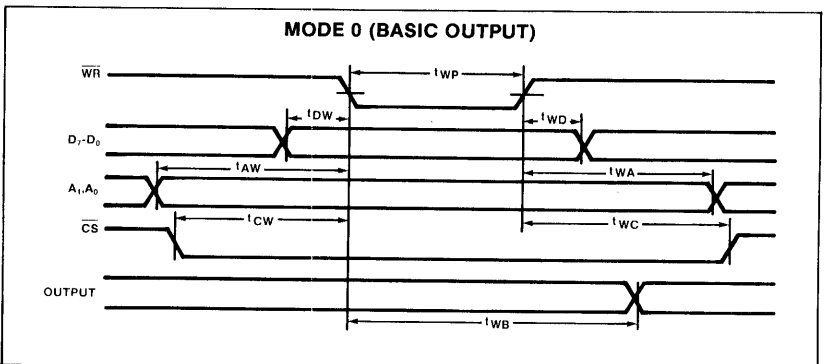 MODE 0 (BASIC OUTPUT)
WR
tWP
tDW
tWD
D7-D0
tAW
tWA
A1,A0
tCW
tWC
CS
OUTPUT
tWB